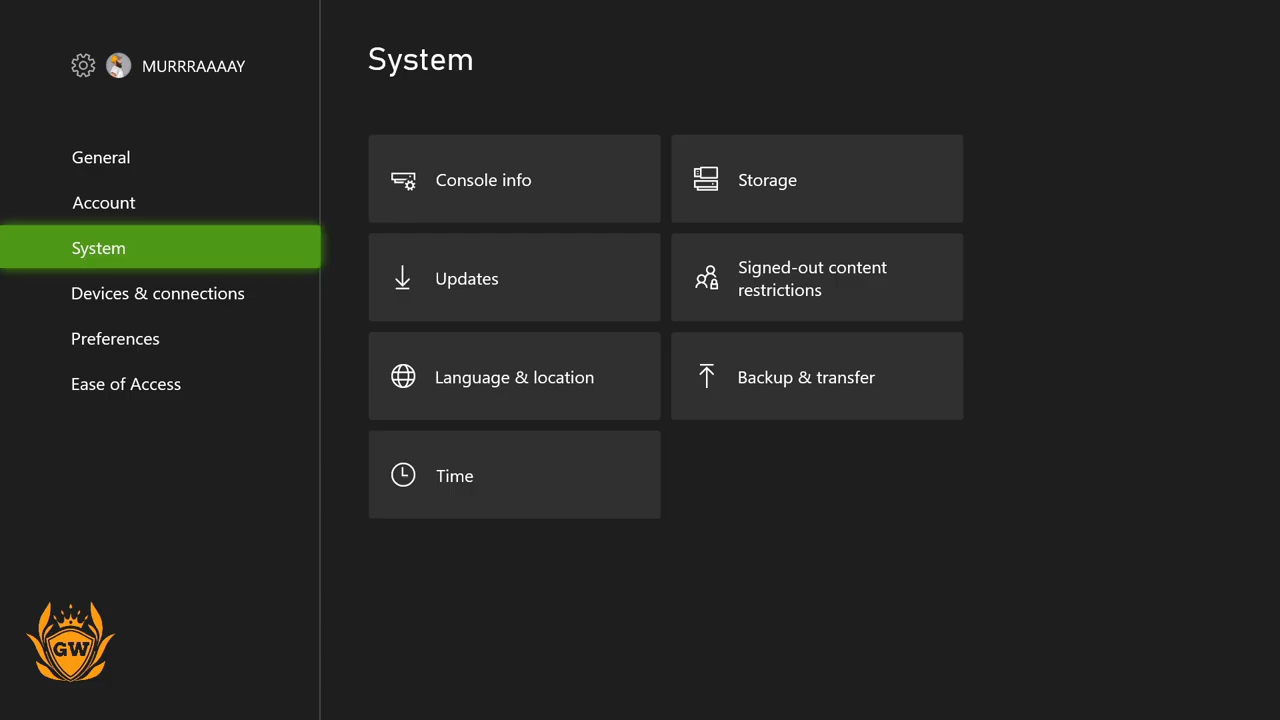 MURRRAAAAY
General
Account
System
Devices & connections
Preferences
Ease of Access
GW
System
Console info
Storage
Updates
Signed-out content
restrictions
Language & location
Backup & transfer
Time